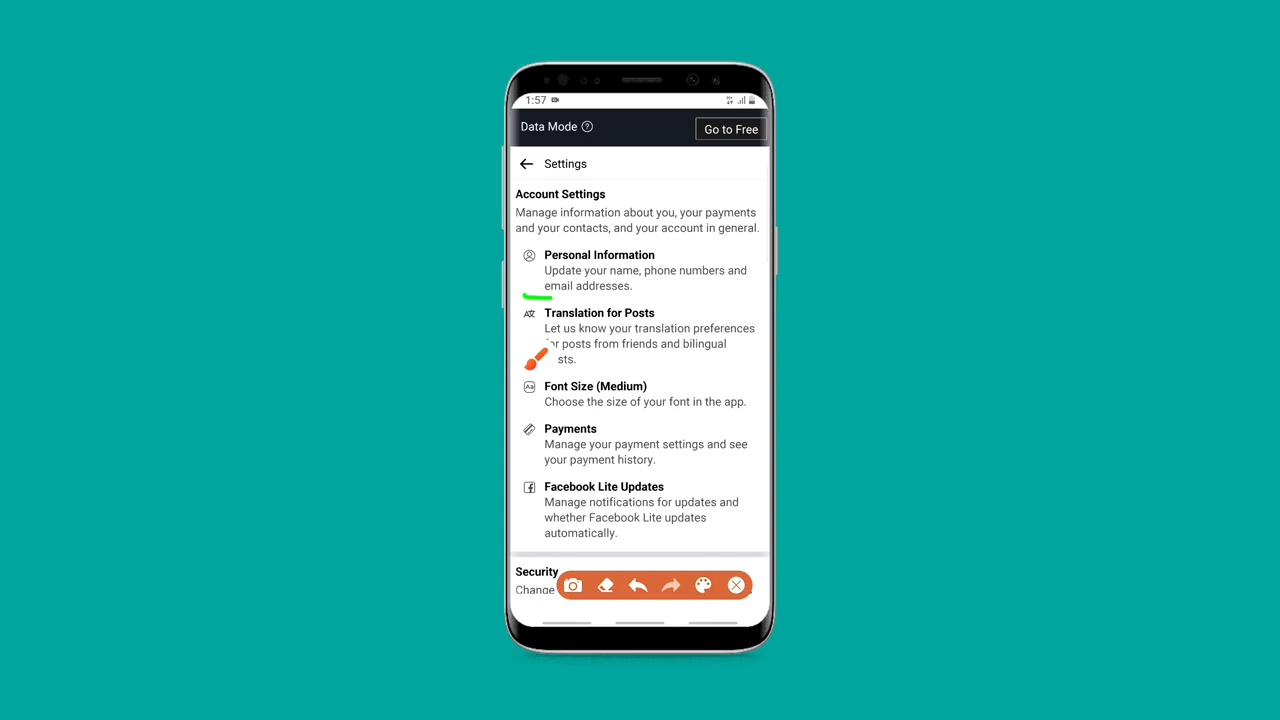 1:57
Data Mode
Go to Free
Settings
Account Settings
Manage information about you, your payments
and your contacts, and your account in general.
Personal Information
Update your name, phone numbers and
email addresses.
Translation for Posts
Let us know your translation preferences
posts from friends and bilingual
Font Size (Medium)
Choose the size of your font in the app.
Payments
Manage your payment settings and see
your payment history.
Facebook Lite Updates
Manage notifications for updates and
whether Facebook Lite updates
automatically.
Security
Change